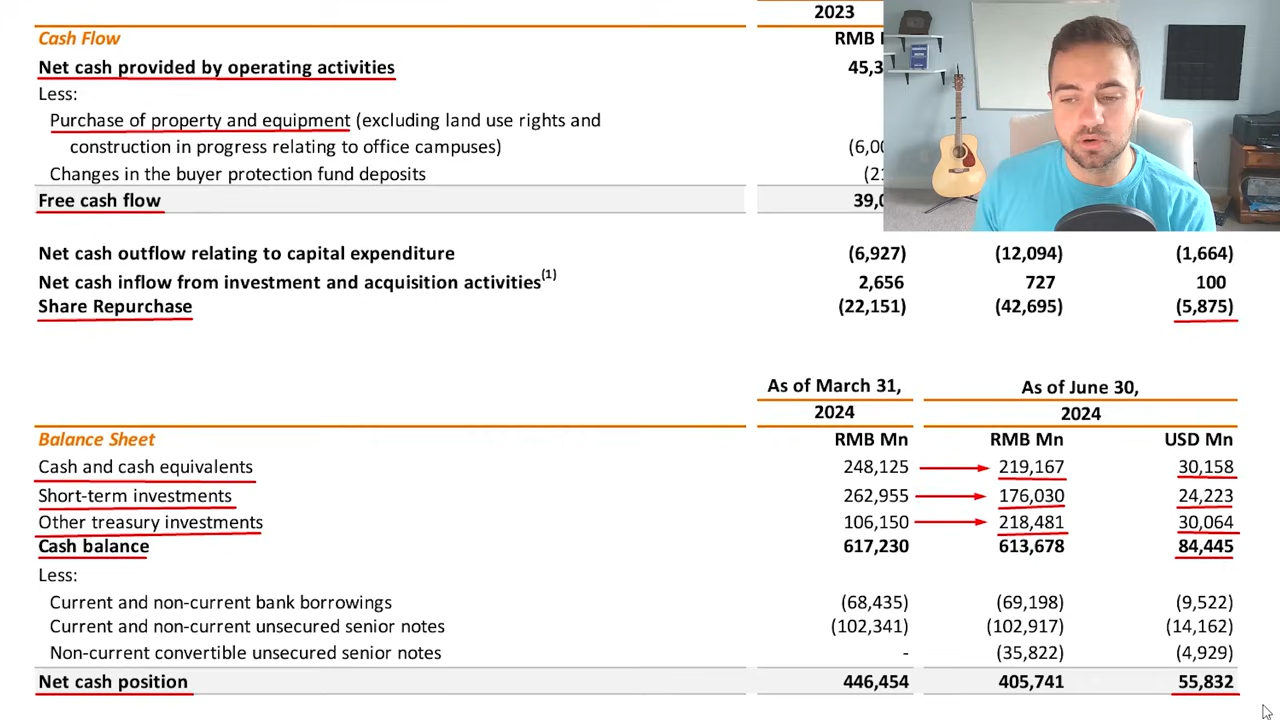 2023
Cash Flow RMB
Net cash provided by operating activities 45,3
Less:
Purchase of property and equipment (excluding land use rights and
construction in progress relating to office campuses) (6,00
Changes in the buyer protection fund deposits (21
Free cash flow 39,0
Net cash outflow relating to capital expenditure (6,927) (12,094) (1,664)
Net cash inflow from investment and acquisition activities(1) 2,656 727 100
Share Repurchase (22,151) (42,695) (5,875)
As of March 31, As of June 30,
2024 2024
Balance Sheet RMB Mn RMB Mn USD Mn
Cash and cash equivalents 248,125 219,167 30,158
Short-term investments 262,955 176,030 24,223
Other treasury investments 106,150 218,481 30,064
Cash balance 617,230 613,678 84,445
Less:
Current and non-current bank borrowings (68,435) (69,198) (9,522)
Current and non-current unsecured senior notes (102,341) (102,917) (14,162)
Non-current convertible unsecured senior notes - (35,822) (4,929)
Net cash position 446,454 405,741 55,832